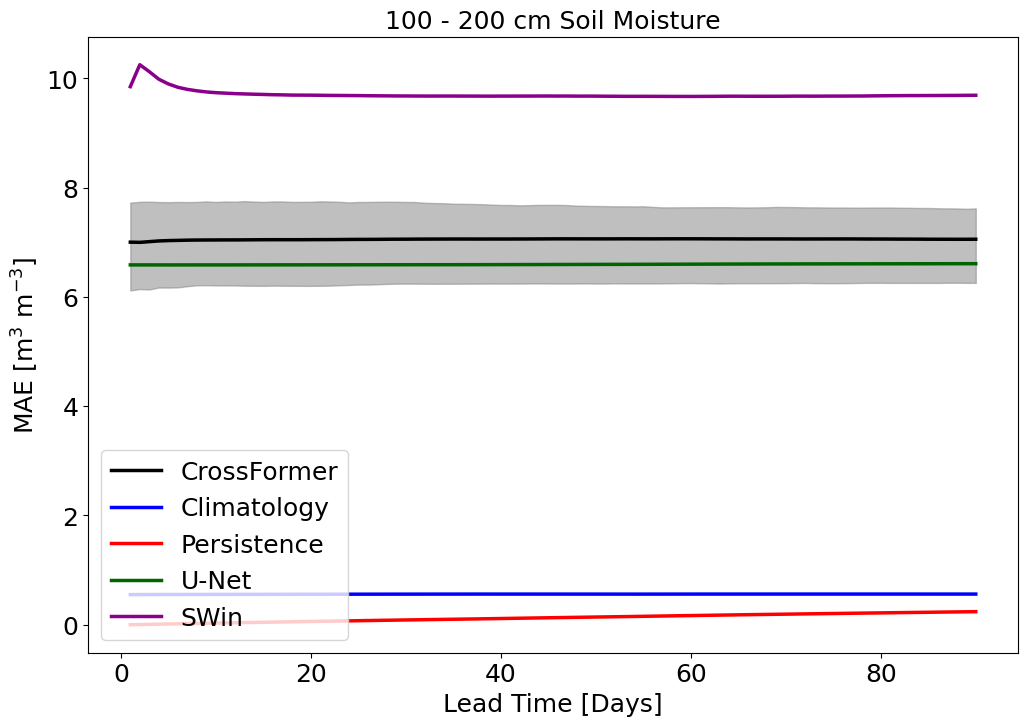 100 - 200 cm Soil Moisture
MAE [m³ m⁻³]
10
8
6
4
2
0
CrossFormer
Climatology
Persistence
U-Net
SWin
0 20 40 60 80
Lead Time [Days]